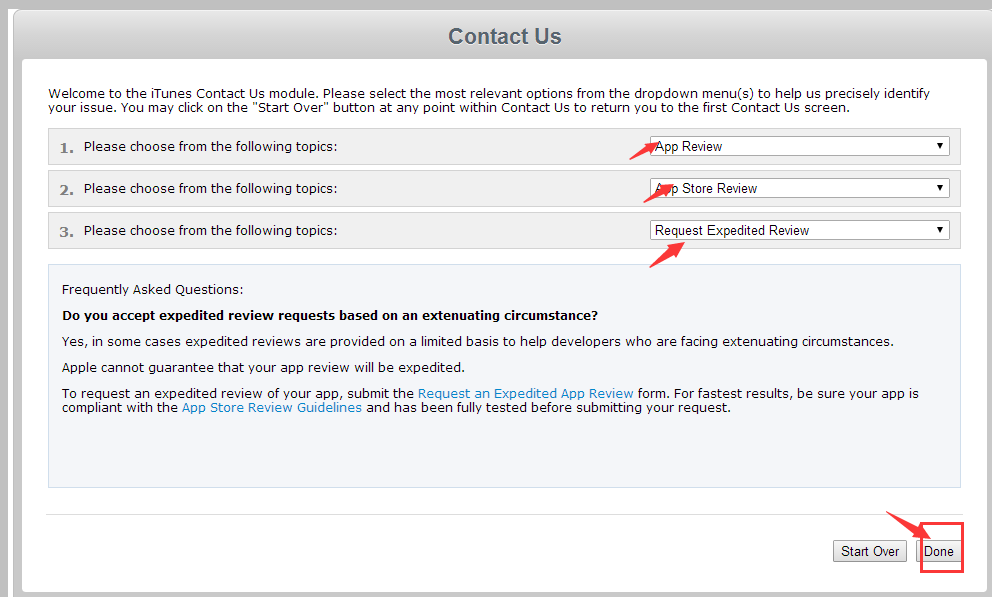 Contact Us
Welcome to the iTunes Contact Us module. Please select the most relevant options from the dropdown menu(s) to help us precisely identify
your issue. You may click on the "Start Over" button at any point within Contact Us to return you to the first Contact Us screen.
1. Please choose from the following topics: App Review
2. Please choose from the following topics: App Store Review
3. Please choose from the following topics: Request Expedited Review
Frequently Asked Questions:
Do you accept expedited review requests based on an extenuating circumstance?
Yes, in some cases expedited reviews are provided on a limited basis to help developers who are facing extenuating circumstances.
Apple cannot guarantee that your app review will be expedited.
To request an expedited review of your app, submit the Request an Expedited App Review form. For fastest results, be sure your app is
compliant with the App Store Review Guidelines and has been fully tested before submitting your request.
Start Over Done